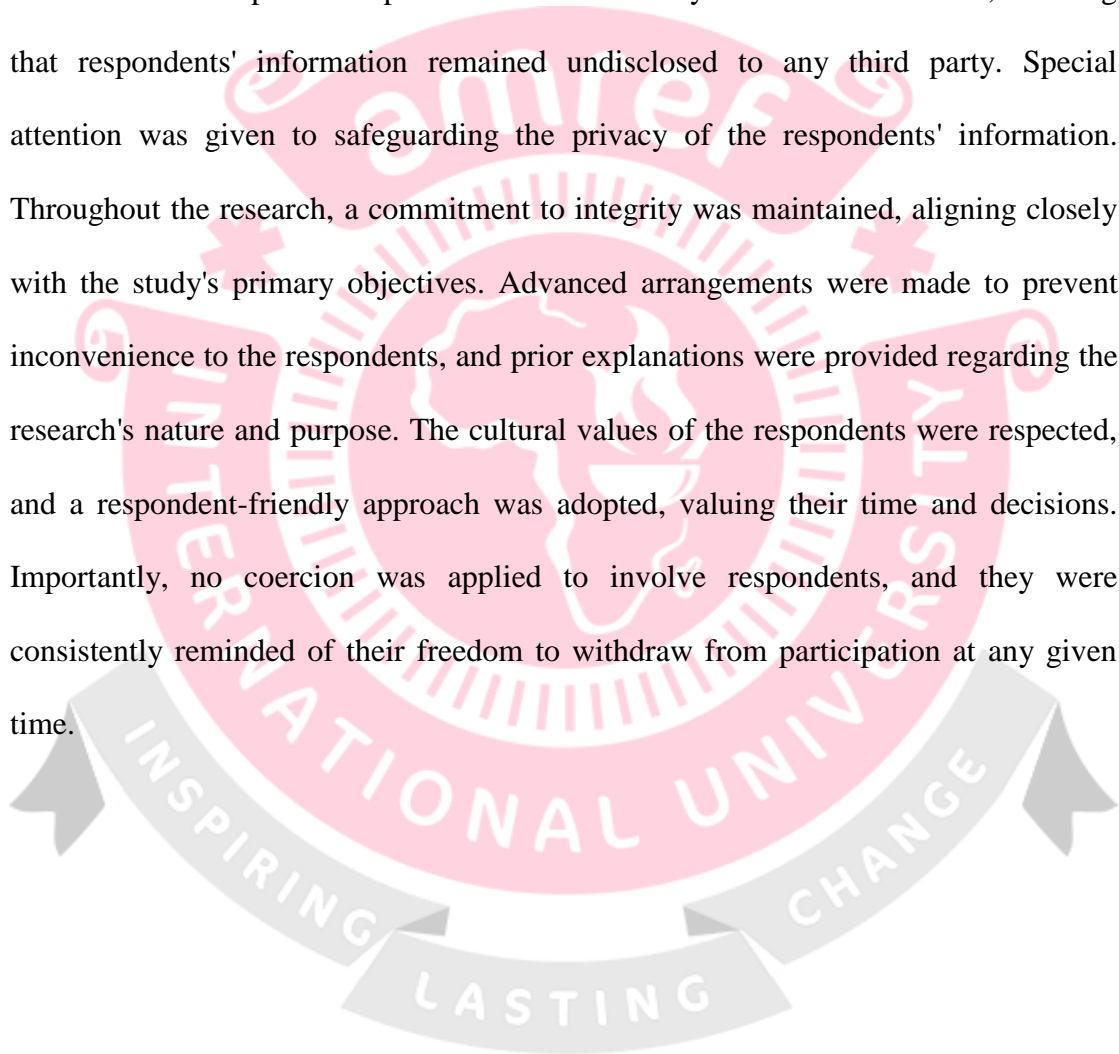 that respondents' information remained undisclosed to any third party. Special
attention was given to safeguarding the privacy of the respondents' information.
Throughout the research, a commitment to integrity was maintained, aligning closely
with the study's primary objectives. Advanced arrangements were made to prevent
inconvenience to the respondents, and prior explanations were provided regarding the
research's nature and purpose. The cultural values of the respondents were respected,
and a respondent-friendly approach was adopted, valuing their time and decisions.
Importantly, no coercion was applied to involve respondents, and they were
consistently reminded of their freedom to withdraw from participation at any given
time.
amref
INTERNATIONAL UNIVERSITY
INSPIRING LASTING CHANGE